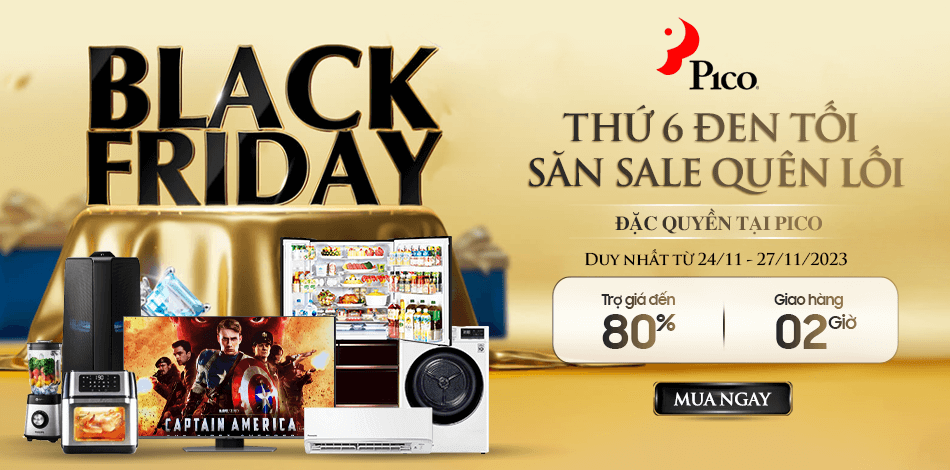 BLACK
FRIDAY
PICO
THỨ 6 ĐEN TỐI
SĂN SALE QUÊN LỐI
ĐẶC QUYỀN TẠI PICO
DUY NHẤT TỪ 24/11 - 27/11/2023
Trợ giá đến
80%
Giao hàng
02 Giờ
MUA NGAY
CAPTAIN AMERICA